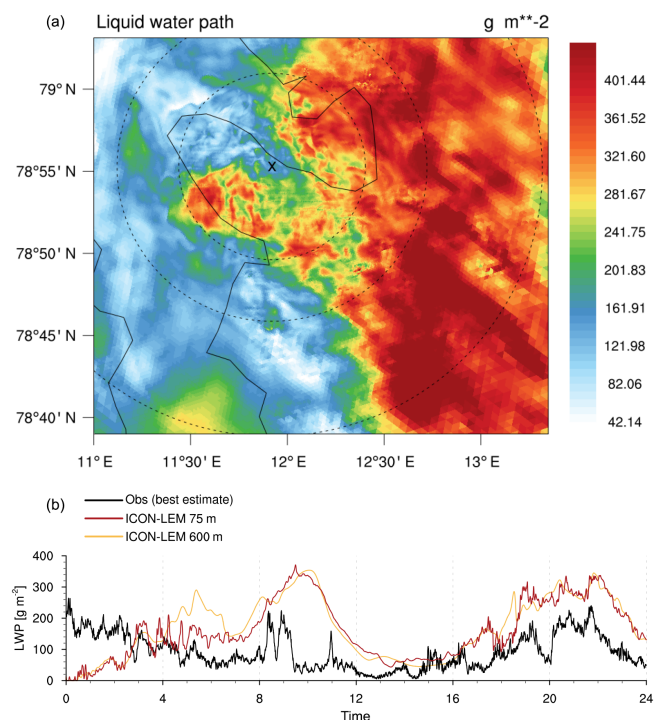 (a) Liquid water path g m**-2
79° N
78°55' N
78°50' N
78°45' N
78°40' N
11° E 11°30' E 12° E 12°30' E 13° E
X
401.44
361.52
321.60
281.67
241.75
201.83
161.91
121.98
82.06
42.14
(b)
Obs (best estimate)
ICON-LEM 75 m
ICON-LEM 600 m
LWP [g m-2]
400
300
200
100
0
0 4 8 12 16 20 24
Time